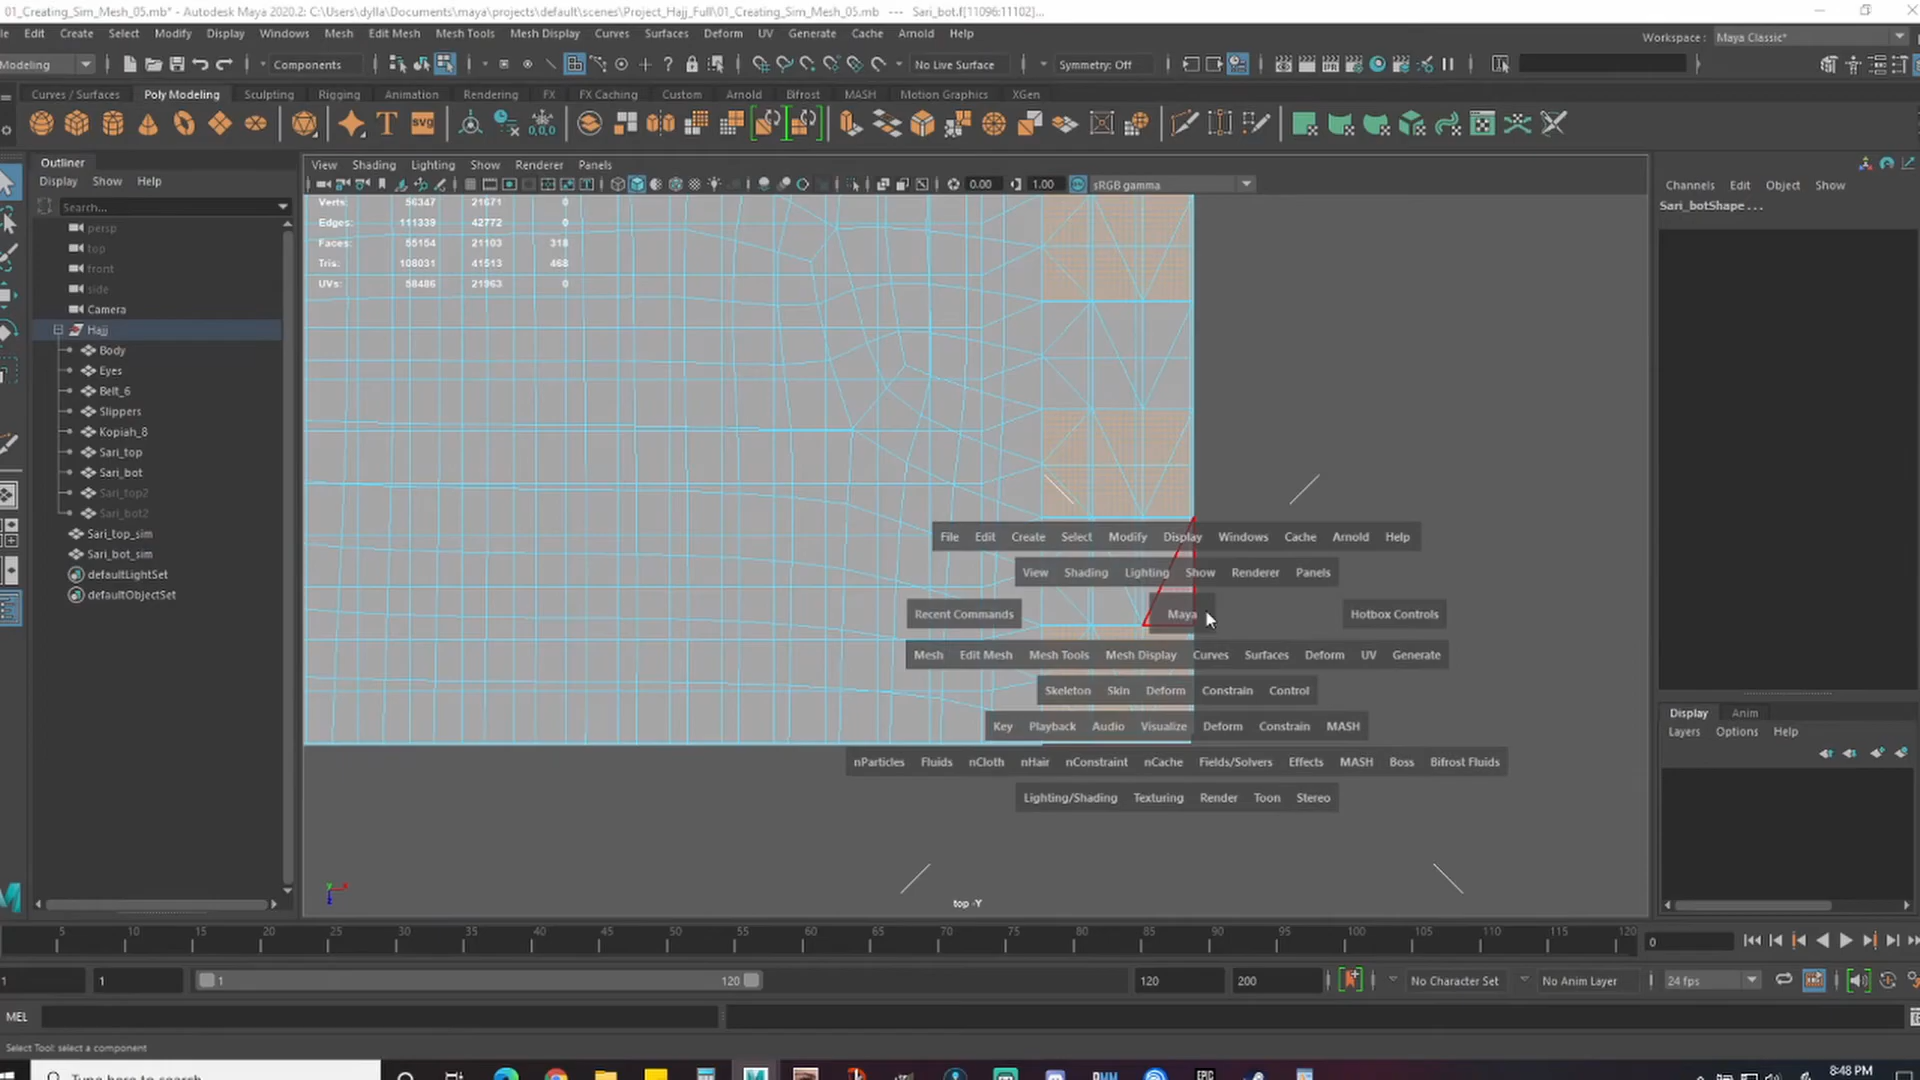 01_Creating_Sim_Mesh_05.mb* - Autodesk Maya 2020.2: C:\Users\dylla\Documents\maya\projects\default\scenes\Project_Hajj_Full\01_Creating_Sim_Mesh_05.mb --- Sari_bot.f[11096:11102]...
le Edit Create Select Modify Display Windows Mesh Edit Mesh Mesh Tools Mesh Display Curves Surfaces Deform UV Generate Cache Arnold Help
Workspace : Maya Classic*
Modeling Components No Live Surface Symmetry: Off
Curves / Surfaces Poly Modeling Sculpting Rigging Animation Rendering FX FX Caching Custom Arnold Bifrost MASH Motion Graphics XGen
T SVG 0,0,0
Outliner
Display Show Help
Search...
persp
top
front
side
Camera
Hajj
Body
Eyes
Belt_6
Slippers
Kopiah_8
Sari_top
Sari_bot
Sari_top2
Sari_bot2
Sari_top_sim
Sari_bot_sim
defaultLightSet
defaultObjectSet
View Shading Lighting Show Renderer Panels
0.00 1.00 sRGB gamma
Verts: 56347 21671 0
Edges: 111339 42772 0
Faces: 55154 21103 318
Tris: 108031 41513 468
UVs: 58486 21963 0
File Edit Create Select Modify Display Windows Cache Arnold Help
View Shading Lighting Show Renderer Panels
Recent Commands Maya Hotbox Controls
Mesh Edit Mesh Mesh Tools Mesh Display Curves Surfaces Deform UV Generate
Skeleton Skin Deform Constrain Control
Key Playback Audio Visualize Deform Constrain MASH
nParticles Fluids nCloth nHair nConstraint nCache Fields/Solvers Effects MASH Boss Bifrost Fluids
Lighting/Shading Texturing Render Toon Stereo
top -Y
Channels Edit Object Show
Sari_botShape . . .
Display Anim
Layers Options Help
5 10 15 20 25 30 35 40 45 50 55 60 65 70 75 80 85 90 95 100 105 110 115 120 0
1 1 1 120 120 200 No Character Set No Anim Layer 24 fps
MEL
Select Tool: select a component
Type here to search
EPIC
8:48 PM